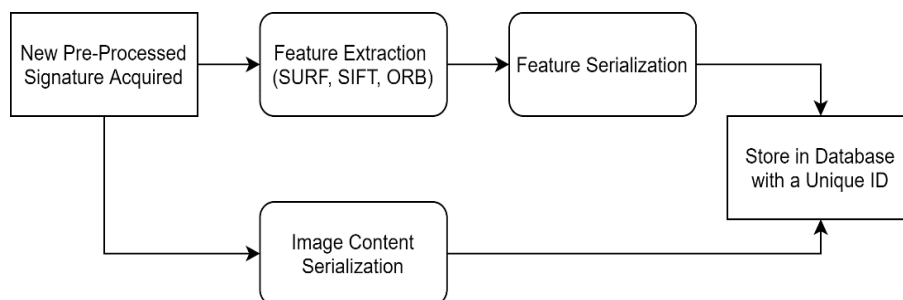 New Pre-Processed
Signature Acquired
Feature Extraction
(SURF, SIFT, ORB)
Feature Serialization
Store in Database
with a Unique ID
Image Content
Serialization